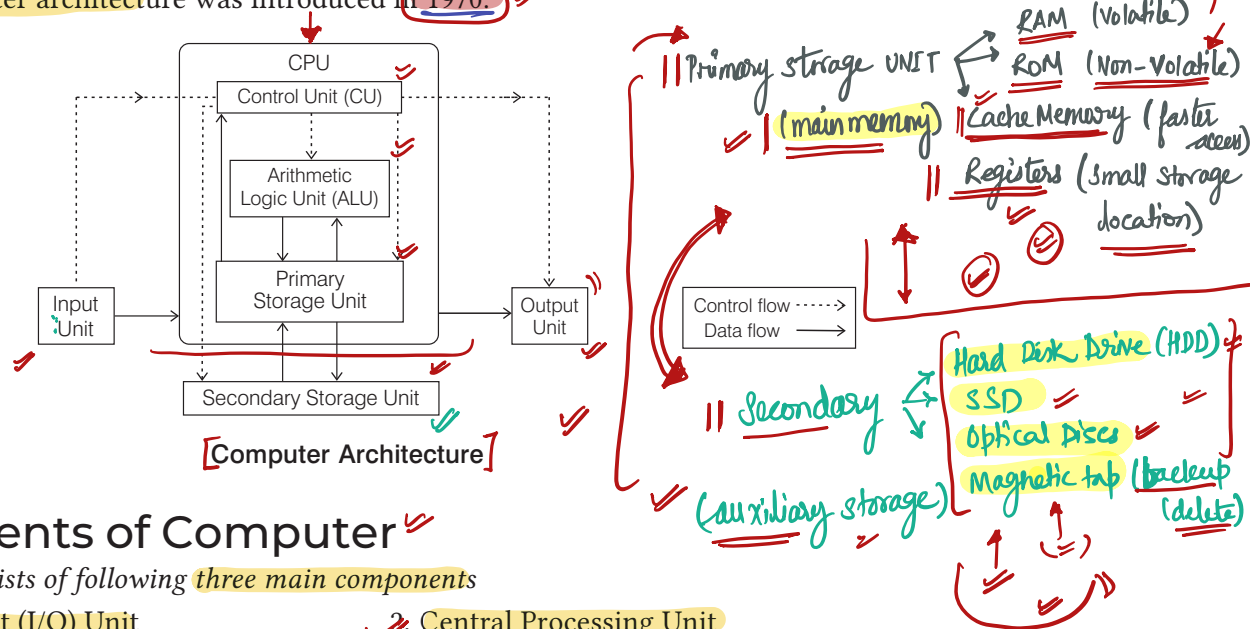 er architecture was introduced in 1970.
CPU
Control Unit (CU)
Arithmetic
Logic Unit (ALU)
Primary
Storage Unit
Input
Unit
Output
Unit
Secondary Storage Unit
[Computer Architecture]
Control flow
Data flow
Primary storage UNIT
(main memory)
RAM (Volatile)
ROM (Non-Volatile)
Cache Memory (faster
access)
Registers (small storage
location)
Secondary
(auxiliary storage)
Hard Disk Drive (HDD)
SSD
Optical Discs
Magnetic tap (backup
(delete)
ents of Computer
ists of following three main components
t (I/O) Unit
2. Central Processing Unit